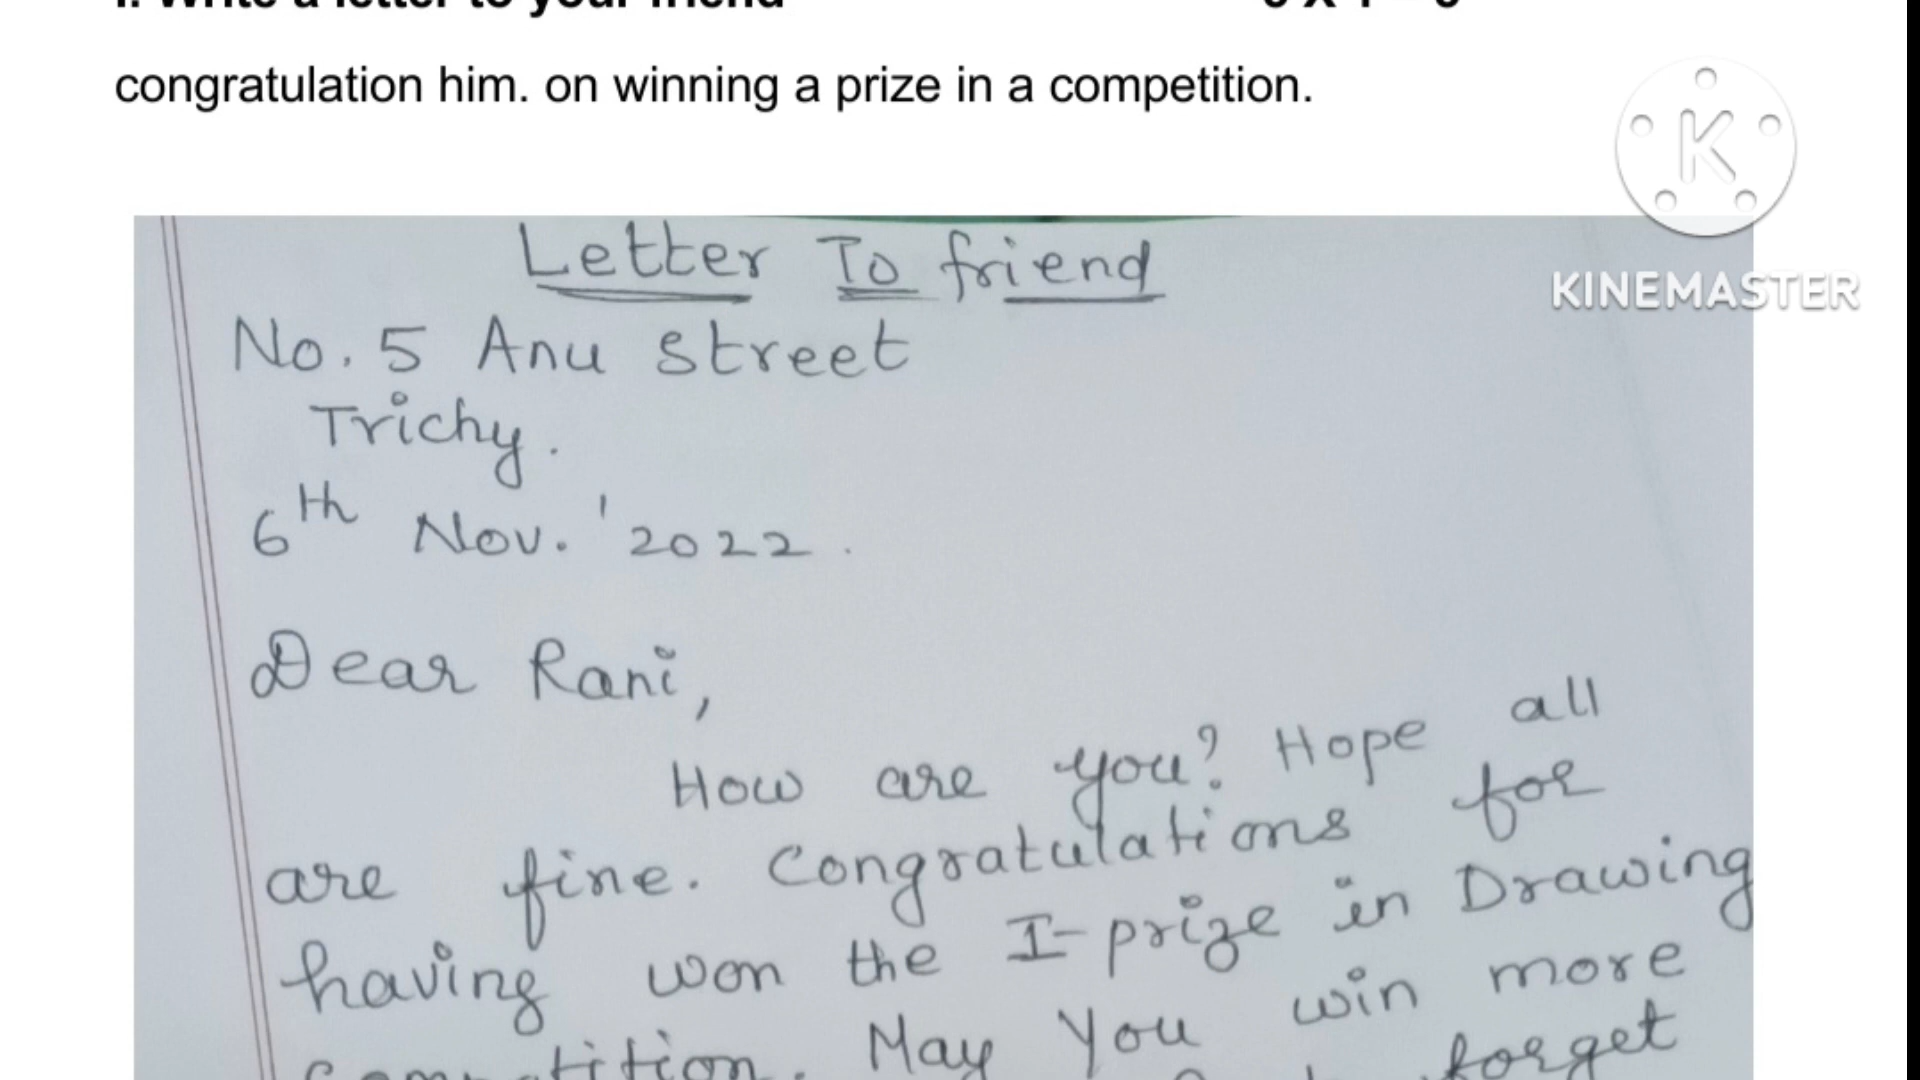 congratulation him. on winning a prize in a competition.
KINEMASTER
Letter To friend
No. 5 Anu Street
Trichy.
6th Nov. '2022.
Dear Rani,
How are you? Hope all
are fine. Congratulations for
having won the I-prize in Drawing
May You win more
forget